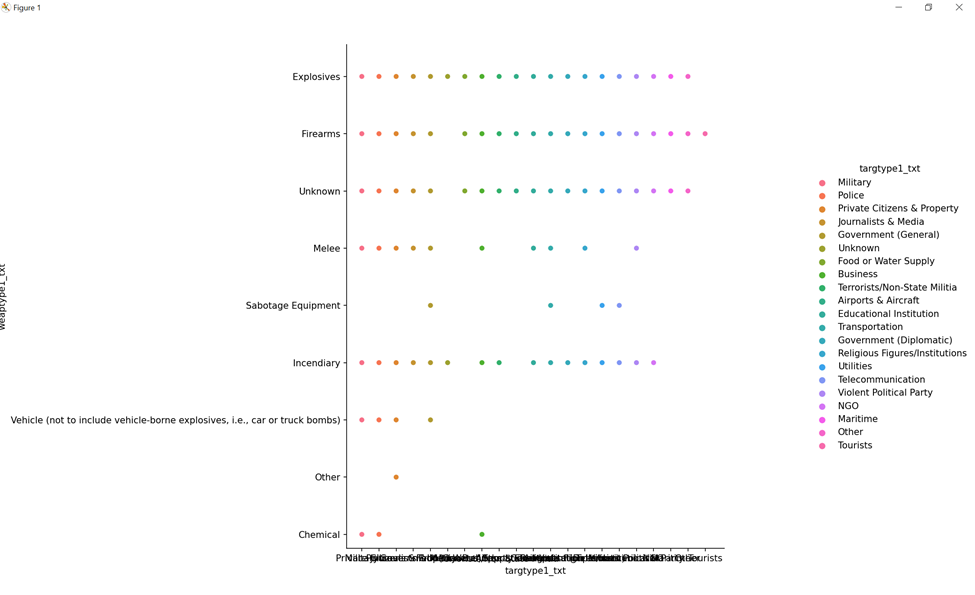 Figure 1
Explosives
Firearms
Unknown
Melee
Sabotage Equipment
Incendiary
Vehicle (not to include vehicle-borne explosives, i.e., car or truck bombs)
Other
Chemical
weaptype1_txt
targtype1_txt
targtype1_txt
Military
Police
Private Citizens & Property
Journalists & Media
Government (General)
Unknown
Food or Water Supply
Business
Terrorists/Non-State Militia
Airports & Aircraft
Educational Institution
Transportation
Government (Diplomatic)
Religious Figures/Institutions
Utilities
Telecommunication
Violent Political Party
NGO
Maritime
Other
Tourists